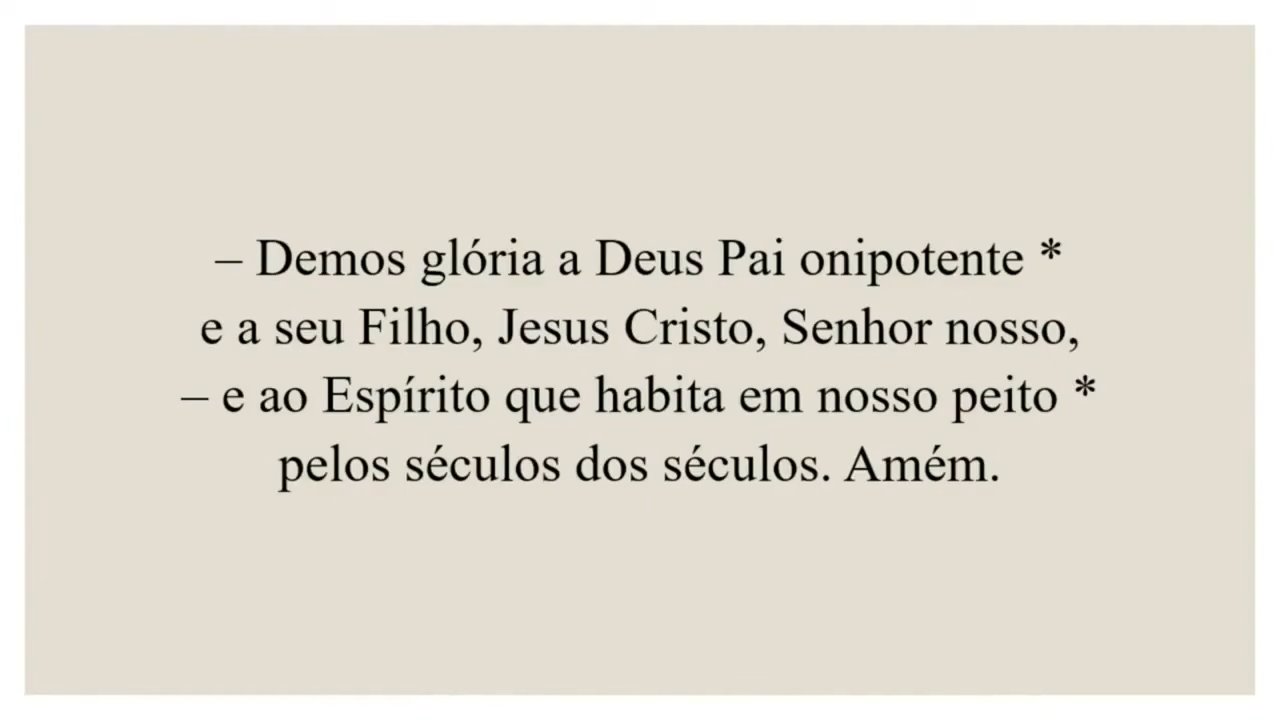 – Demos glória a Deus Pai onipotente *
e a seu Filho, Jesus Cristo, Senhor nosso,
– e ao Espírito que habita em nosso peito *
pelos séculos dos séculos. Amém.